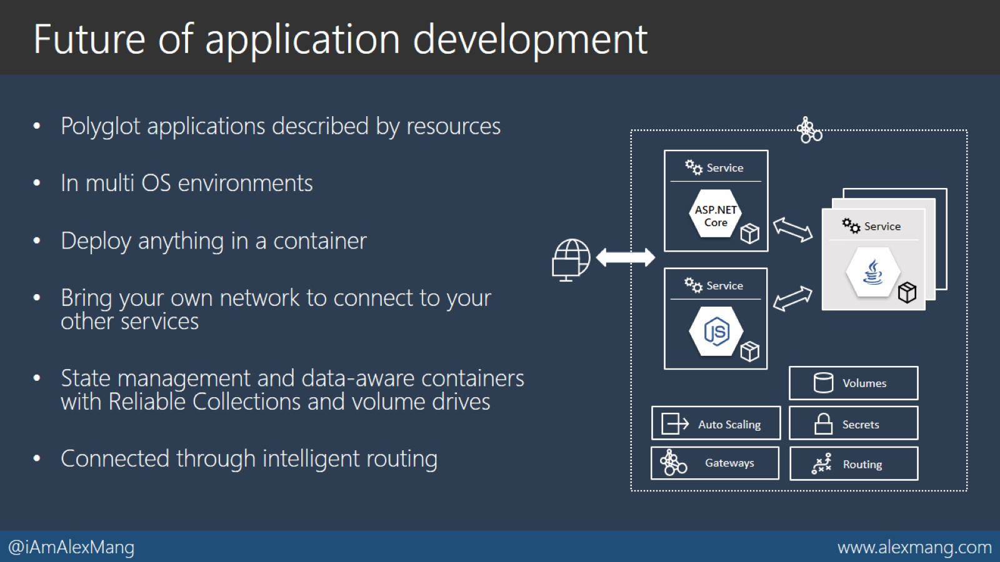 Future of application development
• Polyglot applications described by resources
• In multi OS environments
• Deploy anything in a container
• Bring your own network to connect to your
other services
• State management and data-aware containers
with Reliable Collections and volume drives
• Connected through intelligent routing
Service
ASP.NET
Core
Service
JS
Service
Volumes
Auto Scaling
Secrets
Gateways
Routing
@iAmAlexMang
www.alexmang.com